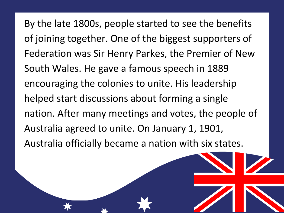 By the late 1800s, people started to see the benefits
of joining together. One of the biggest supporters of
Federation was Sir Henry Parkes, the Premier of New
South Wales. He gave a famous speech in 1889
encouraging the colonies to unite. His leadership
helped start discussions about forming a single
nation. After many meetings and votes, the people of
Australia agreed to unite. On January 1, 1901,
Australia officially became a nation with six states.